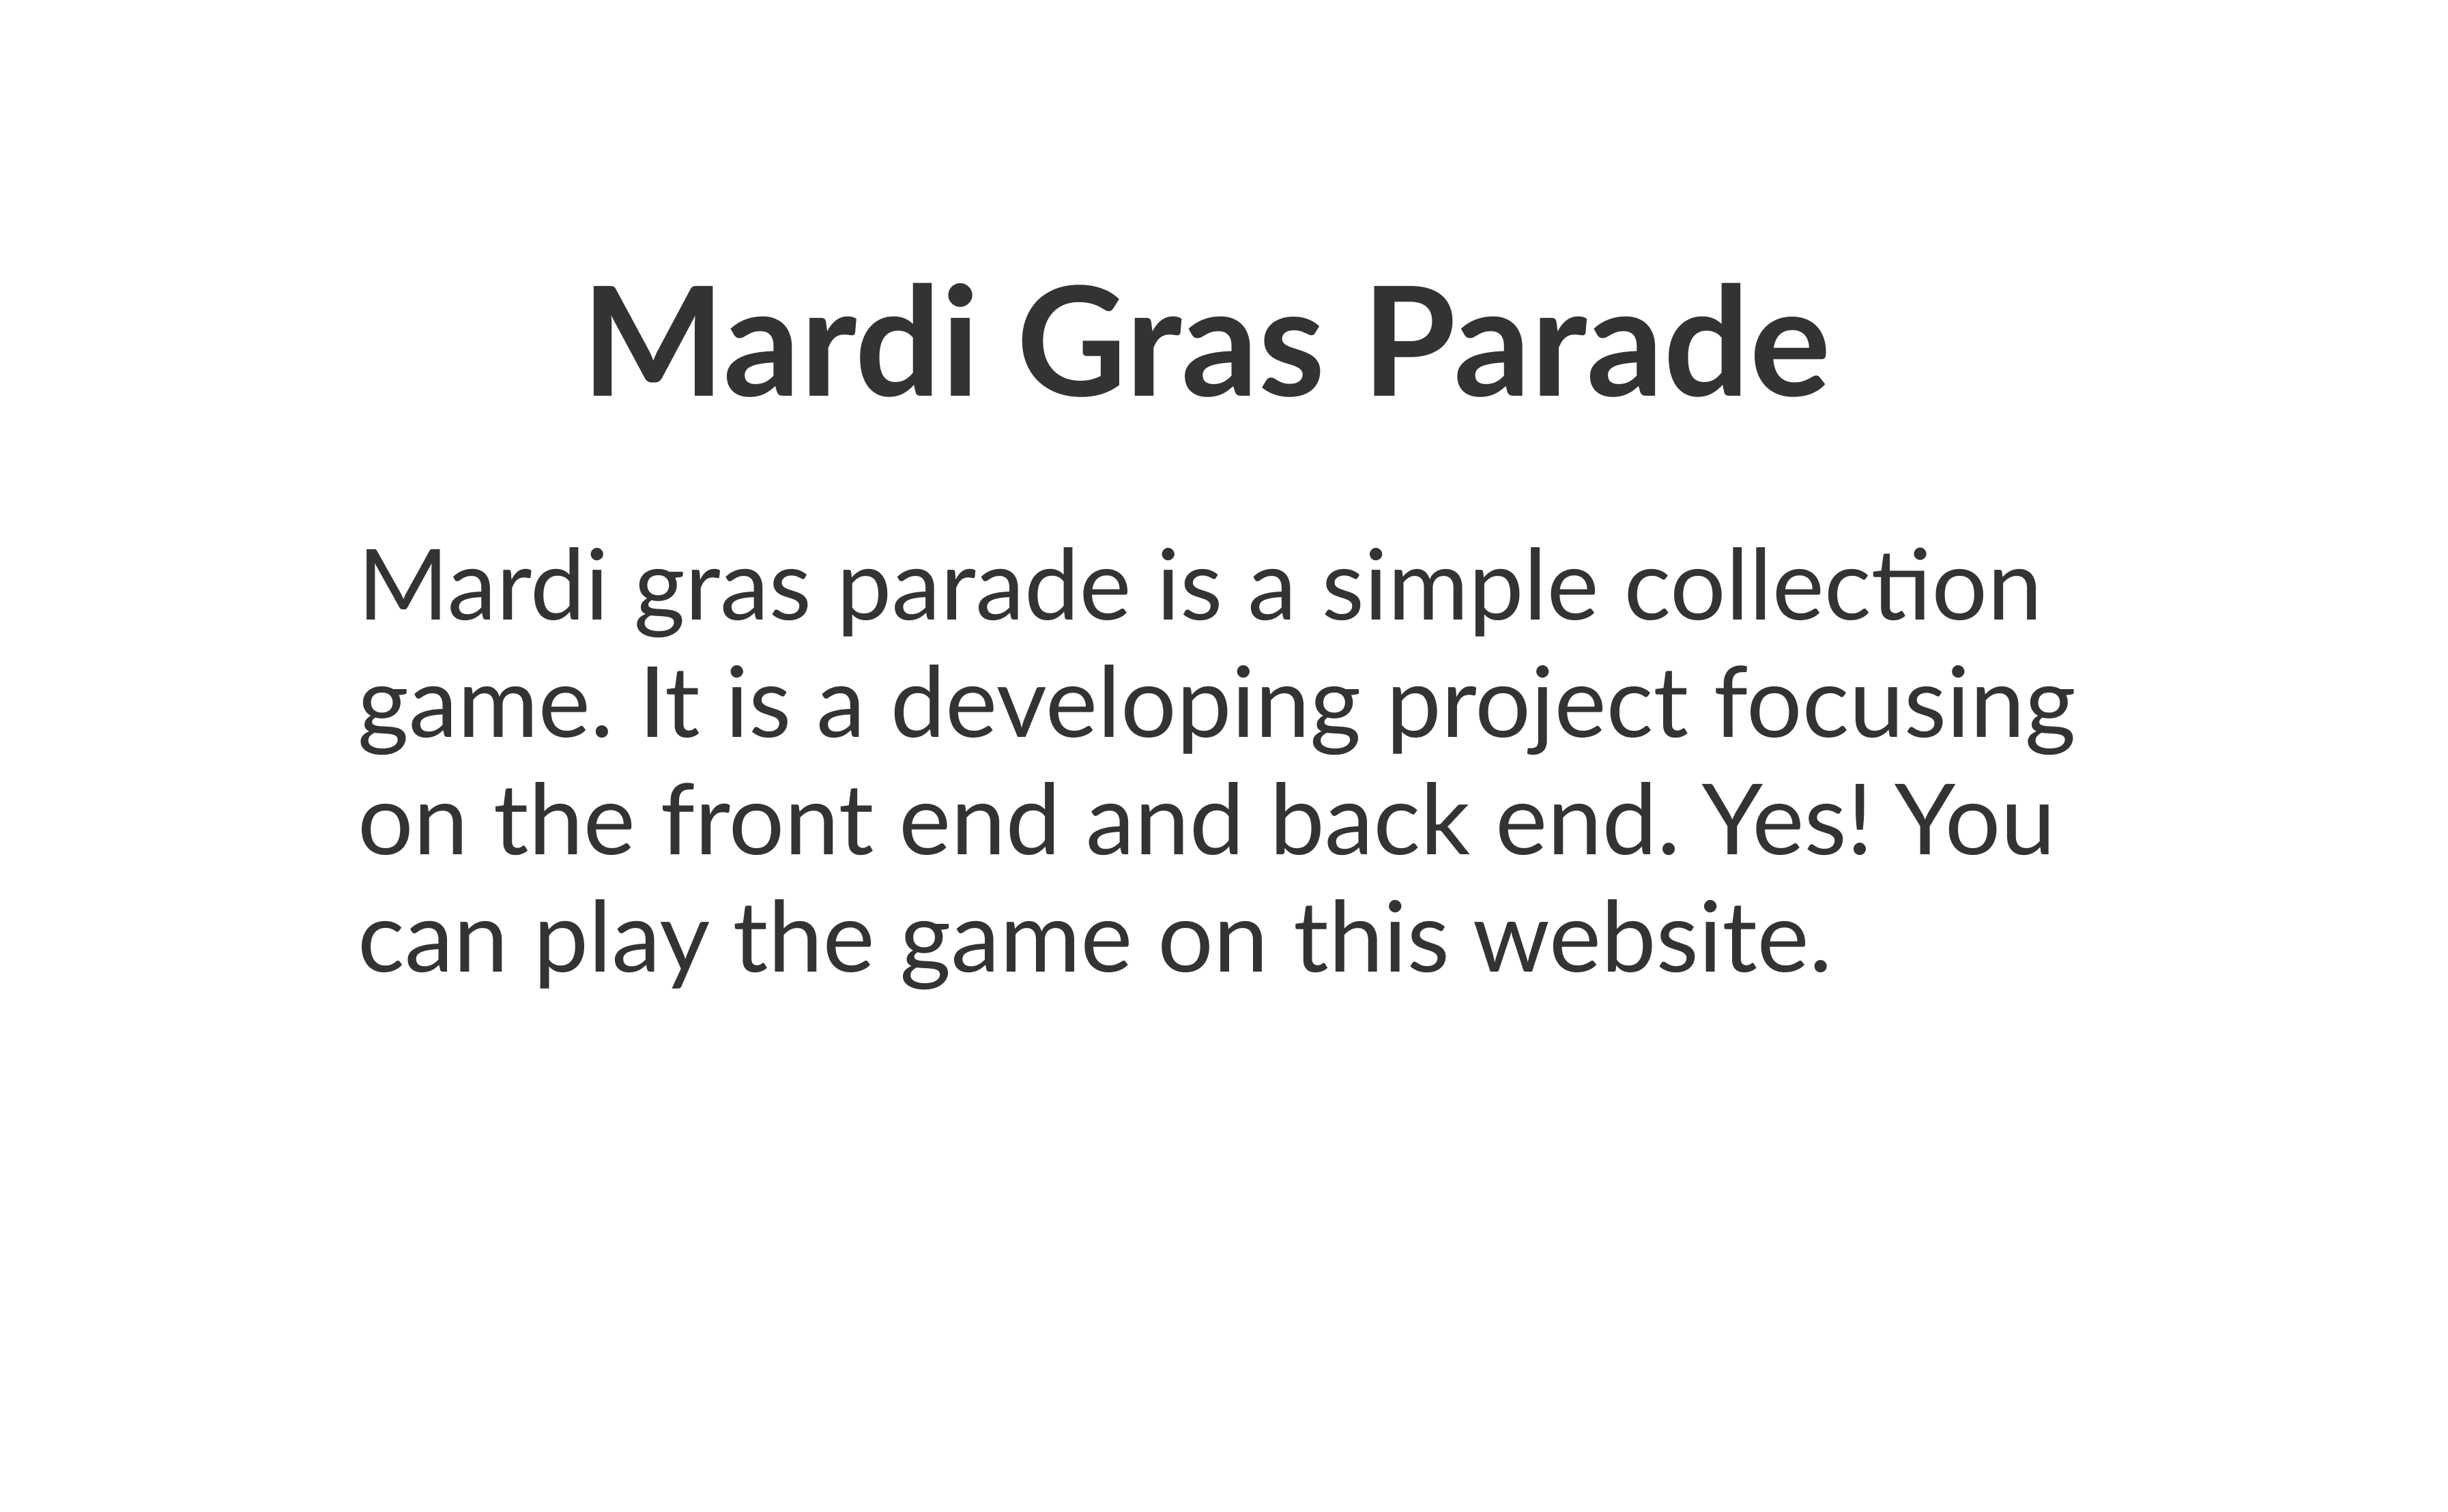 Mardi Gras Parade
Mardi gras parade is a simple collection
game. It is a developing project focusing
on the front end and back end. Yes! You
can play the game on this website.